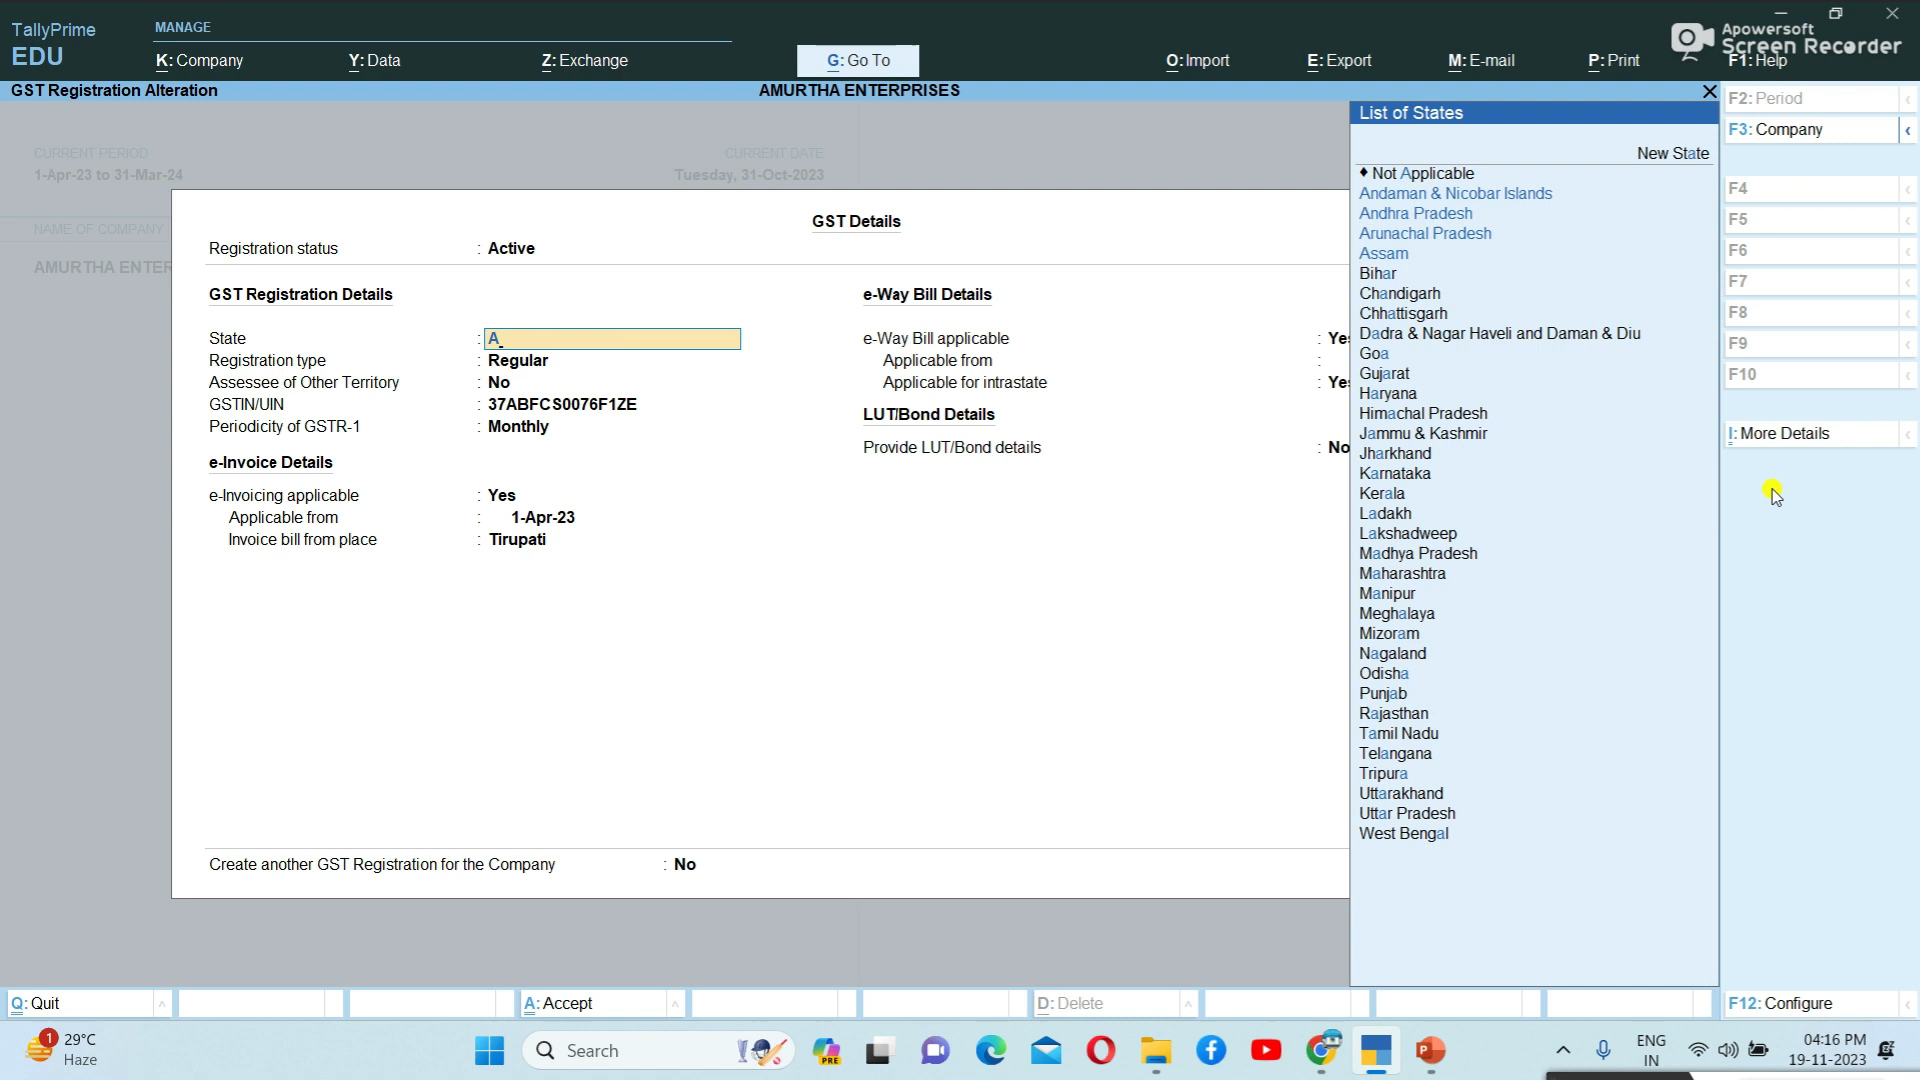 TallyPrime
EDU
MANAGE
K: Company
Y: Data
Z: Exchange
G: Go To
O: Import
E: Export
M: E-mail
P: Print
F1: Help
Apowersoft
Screen Recorder
GST Registration Alteration
AMURTHA ENTERPRISES
CURRENT PERIOD
1-Apr-23 to 31-Mar-24
CURRENT DATE
Tuesday, 31-Oct-2023
NAME OF COMPANY
AMURTHA ENTER
GST Details
Registration status : Active
GST Registration Details
State : A
Registration type : Regular
Assessee of Other Territory : No
GSTIN/UIN : 37ABFCS0076F1ZE
Periodicity of GSTR-1 : Monthly
e-Invoice Details
e-Invoicing applicable : Yes
Applicable from : 1-Apr-23
Invoice bill from place : Tirupati
e-Way Bill Details
e-Way Bill applicable : Yes
Applicable from :
Applicable for intrastate : Yes
LUT/Bond Details
Provide LUT/Bond details : No
Create another GST Registration for the Company : No
List of States
New State
♦ Not Applicable
Andaman & Nicobar Islands
Andhra Pradesh
Arunachal Pradesh
Assam
Bihar
Chandigarh
Chhattisgarh
Dadra & Nagar Haveli and Daman & Diu
Goa
Gujarat
Haryana
Himachal Pradesh
Jammu & Kashmir
Jharkhand
Karnataka
Kerala
Ladakh
Lakshadweep
Madhya Pradesh
Maharashtra
Manipur
Meghalaya
Mizoram
Nagaland
Odisha
Punjab
Rajasthan
Tamil Nadu
Telangana
Tripura
Uttarakhand
Uttar Pradesh
West Bengal
F2: Period
F3: Company
F4
F5
F6
F7
F8
F9
F10
I: More Details
F12: Configure
Q: Quit
A: Accept
D: Delete
1
29°C
Haze
Search
PRE
ENG
IN
04:16 PM
19-11-2023